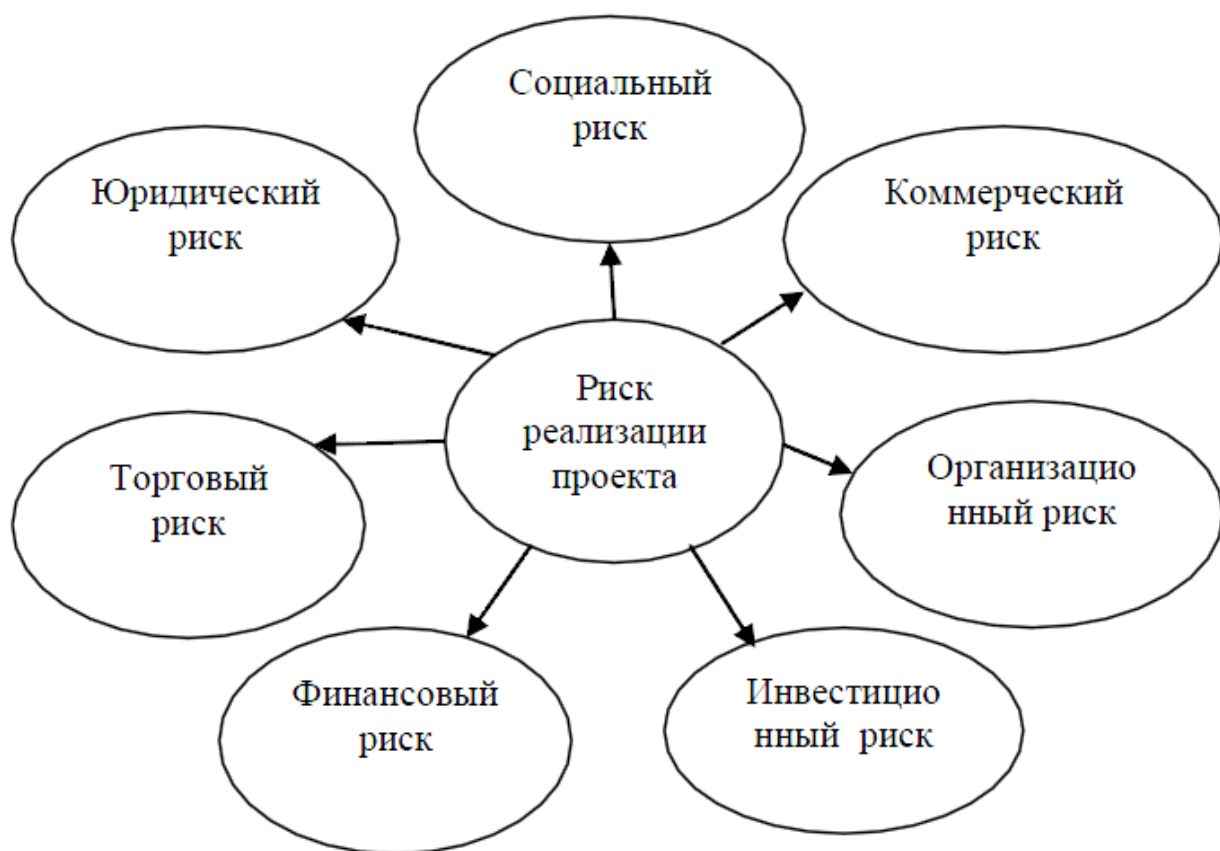 Социальный
риск
Юридический
риск
Коммерческий
риск
Риск
реализации
проекта
Торговый
риск
Организацио
нный риск
Финансовый
риск
Инвестицио
нный риск